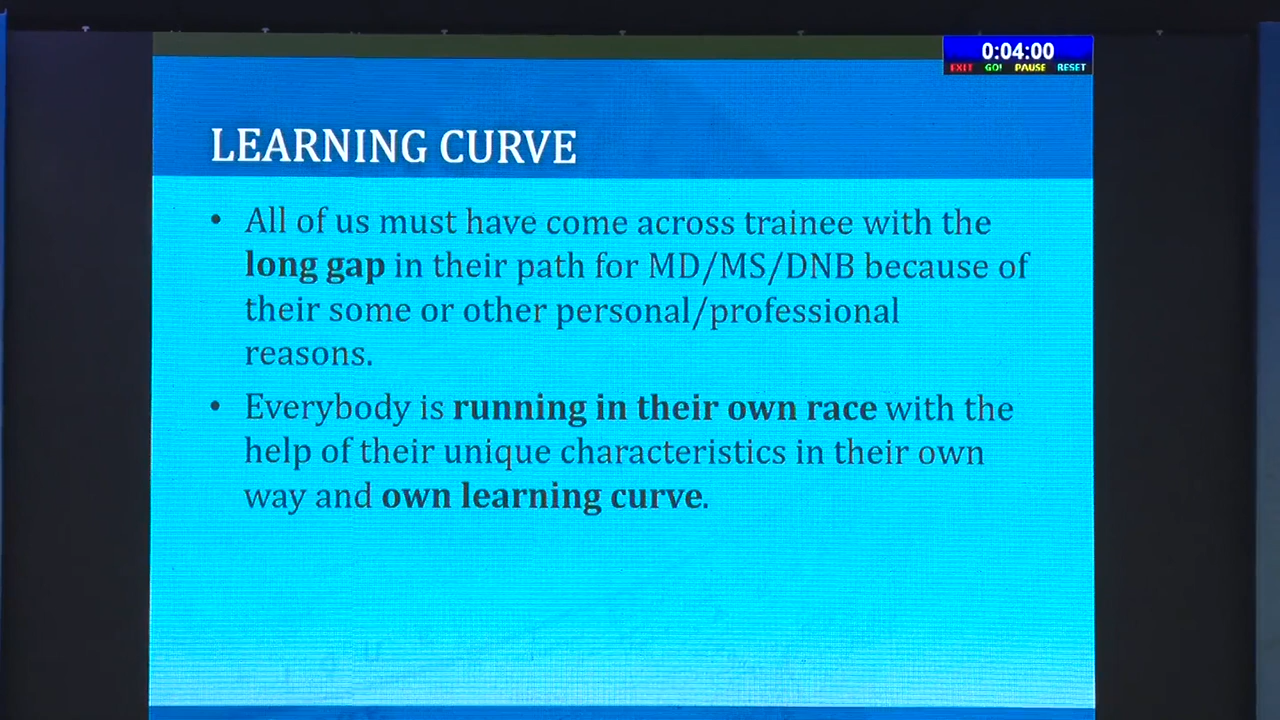 0:04:00
EXIT GO! PAUSE RESET
LEARNING CURVE
• All of us must have come across trainee with the
long gap in their path for MD/MS/DNB because of
their some or other personal/professional
reasons.
• Everybody is running in their own race with the
help of their unique characteristics in their own
way and own learning curve.